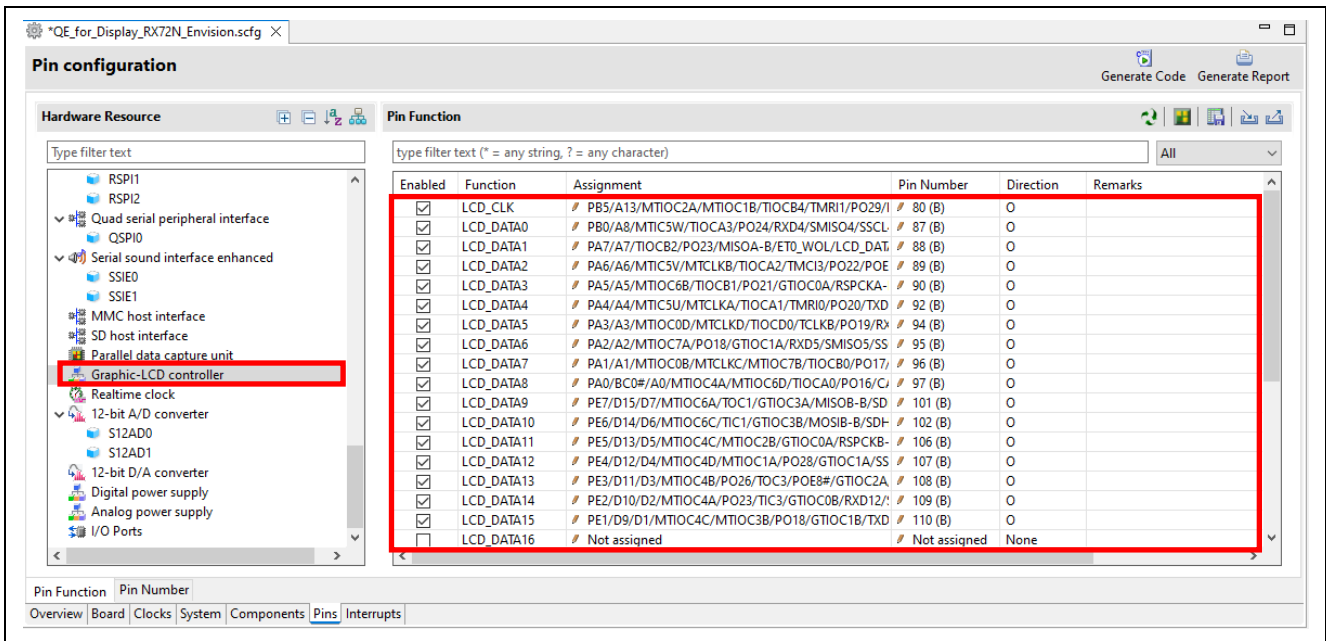 *QE_for_Display_RX72N_Envision.scfg
Pin configuration
Generate Code Generate Report
Hardware Resource
Type filter text
RSPI1
RSPI2
Quad serial peripheral interface
QSPI0
Serial sound interface enhanced
SSIE0
SSIE1
MMC host interface
SD host interface
Parallel data capture unit
Graphic-LCD controller
Realtime clock
12-bit A/D converter
S12AD0
S12AD1
12-bit D/A converter
Digital power supply
Analog power supply
I/O Ports
Pin Function
type filter text (* = any string, ? = any character) All
Enabled Function Assignment Pin Number Direction Remarks
LCD_CLK PB5/A13/MTIOC2A/MTIOC1B/TIOCB4/TMRI1/PO29/ 80 (B) O
LCD_DATA0 PB0/A8/MTIC5W/TIOCA3/PO24/RXD4/SMISO4/SSCL 87 (B) O
LCD_DATA1 PA7/A7/TIOCB2/PO23/MISOA-B/ET0_WOL/LCD_DAT 88 (B) O
LCD_DATA2 PA6/A6/MTIC5V/MTCLKB/TIOCA2/TMCI3/PO22/POE 89 (B) O
LCD_DATA3 PA5/A5/MTIOC6B/TIOCB1/PO21/GTIOC0A/RSPCKA- 90 (B) O
LCD_DATA4 PA4/A4/MTIC5U/MTCLKA/TIOCA1/TMRI0/PO20/TXD 92 (B) O
LCD_DATA5 PA3/A3/MTIOC0D/MTCLKD/TIOCD0/TCLKB/PO19/RX 94 (B) O
LCD_DATA6 PA2/A2/MTIOC7A/PO18/GTIOC1A/RXD5/SMISO5/SS 95 (B) O
LCD_DATA7 PA1/A1/MTIOC0B/MTCLKC/MTIOC7B/TIOCB0/PO17/ 96 (B) O
LCD_DATA8 PA0/BC0#/A0/MTIOC4A/MTIOC6D/TIOCA0/PO16/CA 97 (B) O
LCD_DATA9 PE7/D15/D7/MTIOC6A/TOC1/GTIOC3A/MISOB-B/SD 101 (B) O
LCD_DATA10 PE6/D14/D6/MTIOC6C/TIC1/GTIOC3B/MOSIB-B/SDH 102 (B) O
LCD_DATA11 PE5/D13/D5/MTIOC4C/MTIOC2B/GTIOC0A/RSPCKB- 106 (B) O
LCD_DATA12 PE4/D12/D4/MTIOC4D/MTIOC1A/PO28/GTIOC1A/SS 107 (B) O
LCD_DATA13 PE3/D11/D3/MTIOC4B/PO26/TOC3/POE8#/GTIOC2A 108 (B) O
LCD_DATA14 PE2/D10/D2/MTIOC4A/PO23/TIC3/GTIOC0B/RXD12/ 109 (B) O
LCD_DATA15 PE1/D9/D1/MTIOC4C/MTIOC3B/PO18/GTIOC1B/TXD 110 (B) O
LCD_DATA16 Not assigned Not assigned None
Pin Function Pin Number
Overview Board Clocks System Components Pins Interrupts